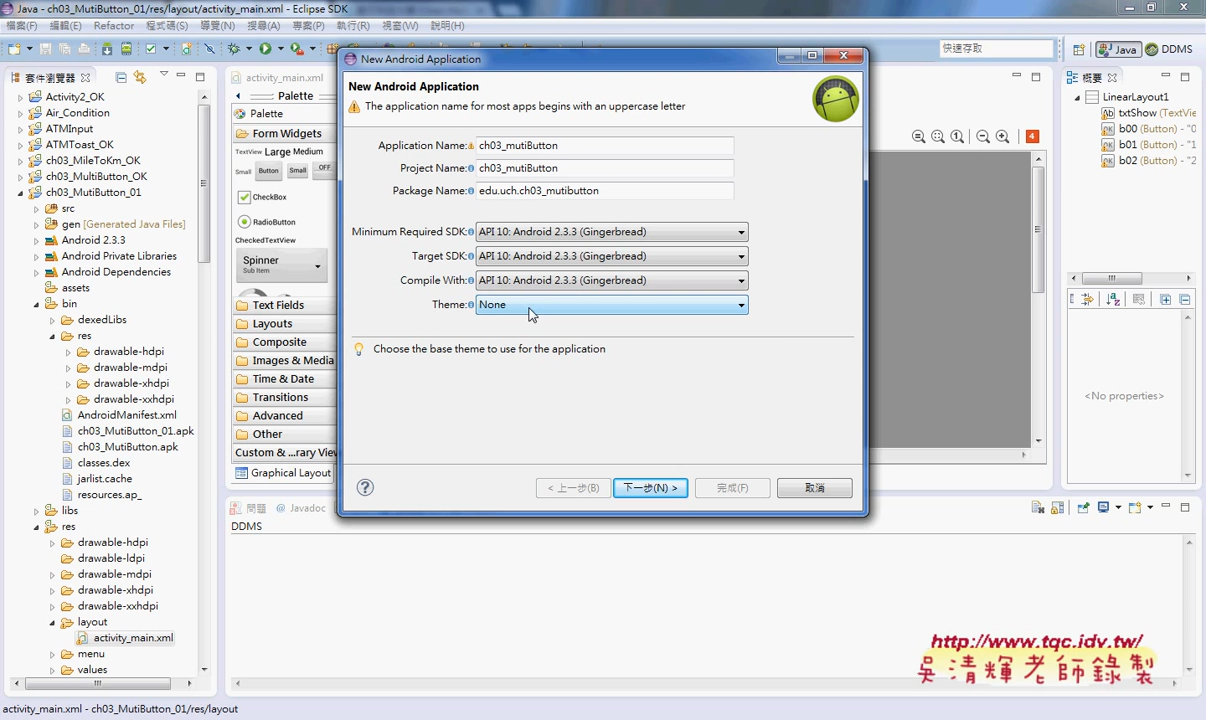 Java - ch03_MutiButton_01/res/layout/activity_main.xml - Eclipse SDK
檔案(F) 編輯(E) Refactor 程式碼(S) 導覽(N) 搜尋(A) 專案(P) 執行(R) 視窗(W) 說明(H)
快速存取
Java
DDMS
套件瀏覽器
Activity2_OK
Air_Condition
ATMInput
ATMToast_OK
ch03_MileToKm_OK
ch03_MultiButton_OK
ch03_MutiButton_01
src
gen [Generated Java Files]
Android 2.3.3
Android Private Libraries
Android Dependencies
assets
bin
dexedLibs
res
drawable-hdpi
drawable-mdpi
drawable-xhdpi
drawable-xxhdpi
AndroidManifest.xml
ch03_MutiButton_01.apk
ch03_MutiButton.apk
classes.dex
jarlist.cache
resources.ap_
libs
res
drawable-hdpi
drawable-ldpi
drawable-mdpi
drawable-xhdpi
drawable-xxhdpi
layout
activity_main.xml
menu
values
activity_main.xml
Palette
Palette
Form Widgets
TextView Large Medium
Small Button Small OFF
CheckBox
RadioButton
CheckedTextView
Spinner
Sub Item
Text Fields
Layouts
Composite
Images & Media
Time & Date
Transitions
Advanced
Other
Custom & ...rary View
Graphical Layout
New Android Application
New Android Application
The application name for most apps begins with an uppercase letter
Application Name: ch03_mutiButton
Project Name: ch03_mutiButton
Package Name: edu.uch.ch03_mutibutton
Minimum Required SDK: API 10: Android 2.3.3 (Gingerbread)
Target SDK: API 10: Android 2.3.3 (Gingerbread)
Compile With: API 10: Android 2.3.3 (Gingerbread)
Theme: None
Choose the base theme to use for the application
< 上一步(B) 下一步(N) > 完成(F) 取消
4
概要
LinearLayout1
txtShow (TextView
b00 (Button) - "0
b01 (Button) - "1
b02 (Button) - "2
<No properties>
問題 Javadoc
DDMS
http://www.tqc.idv.tw/
吳清輝老師錄製
activity_main.xml - ch03_MutiButton_01/res/layout